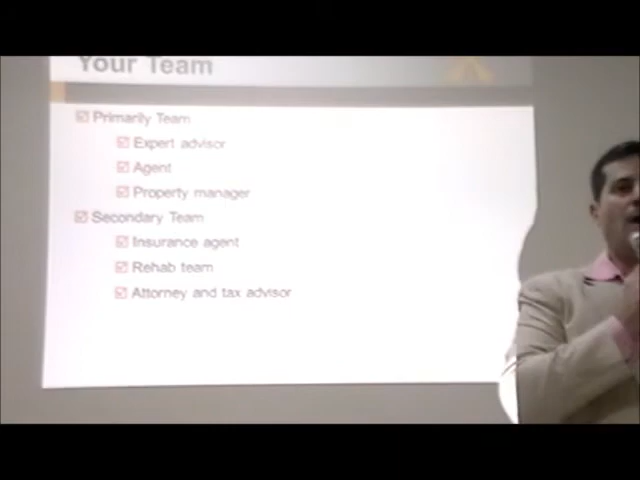 Your Team
Primarily Team
Expert advisor
Agent
Property manager
Secondary Team
Insurance agent
Rehab team
Attorney and tax advisor